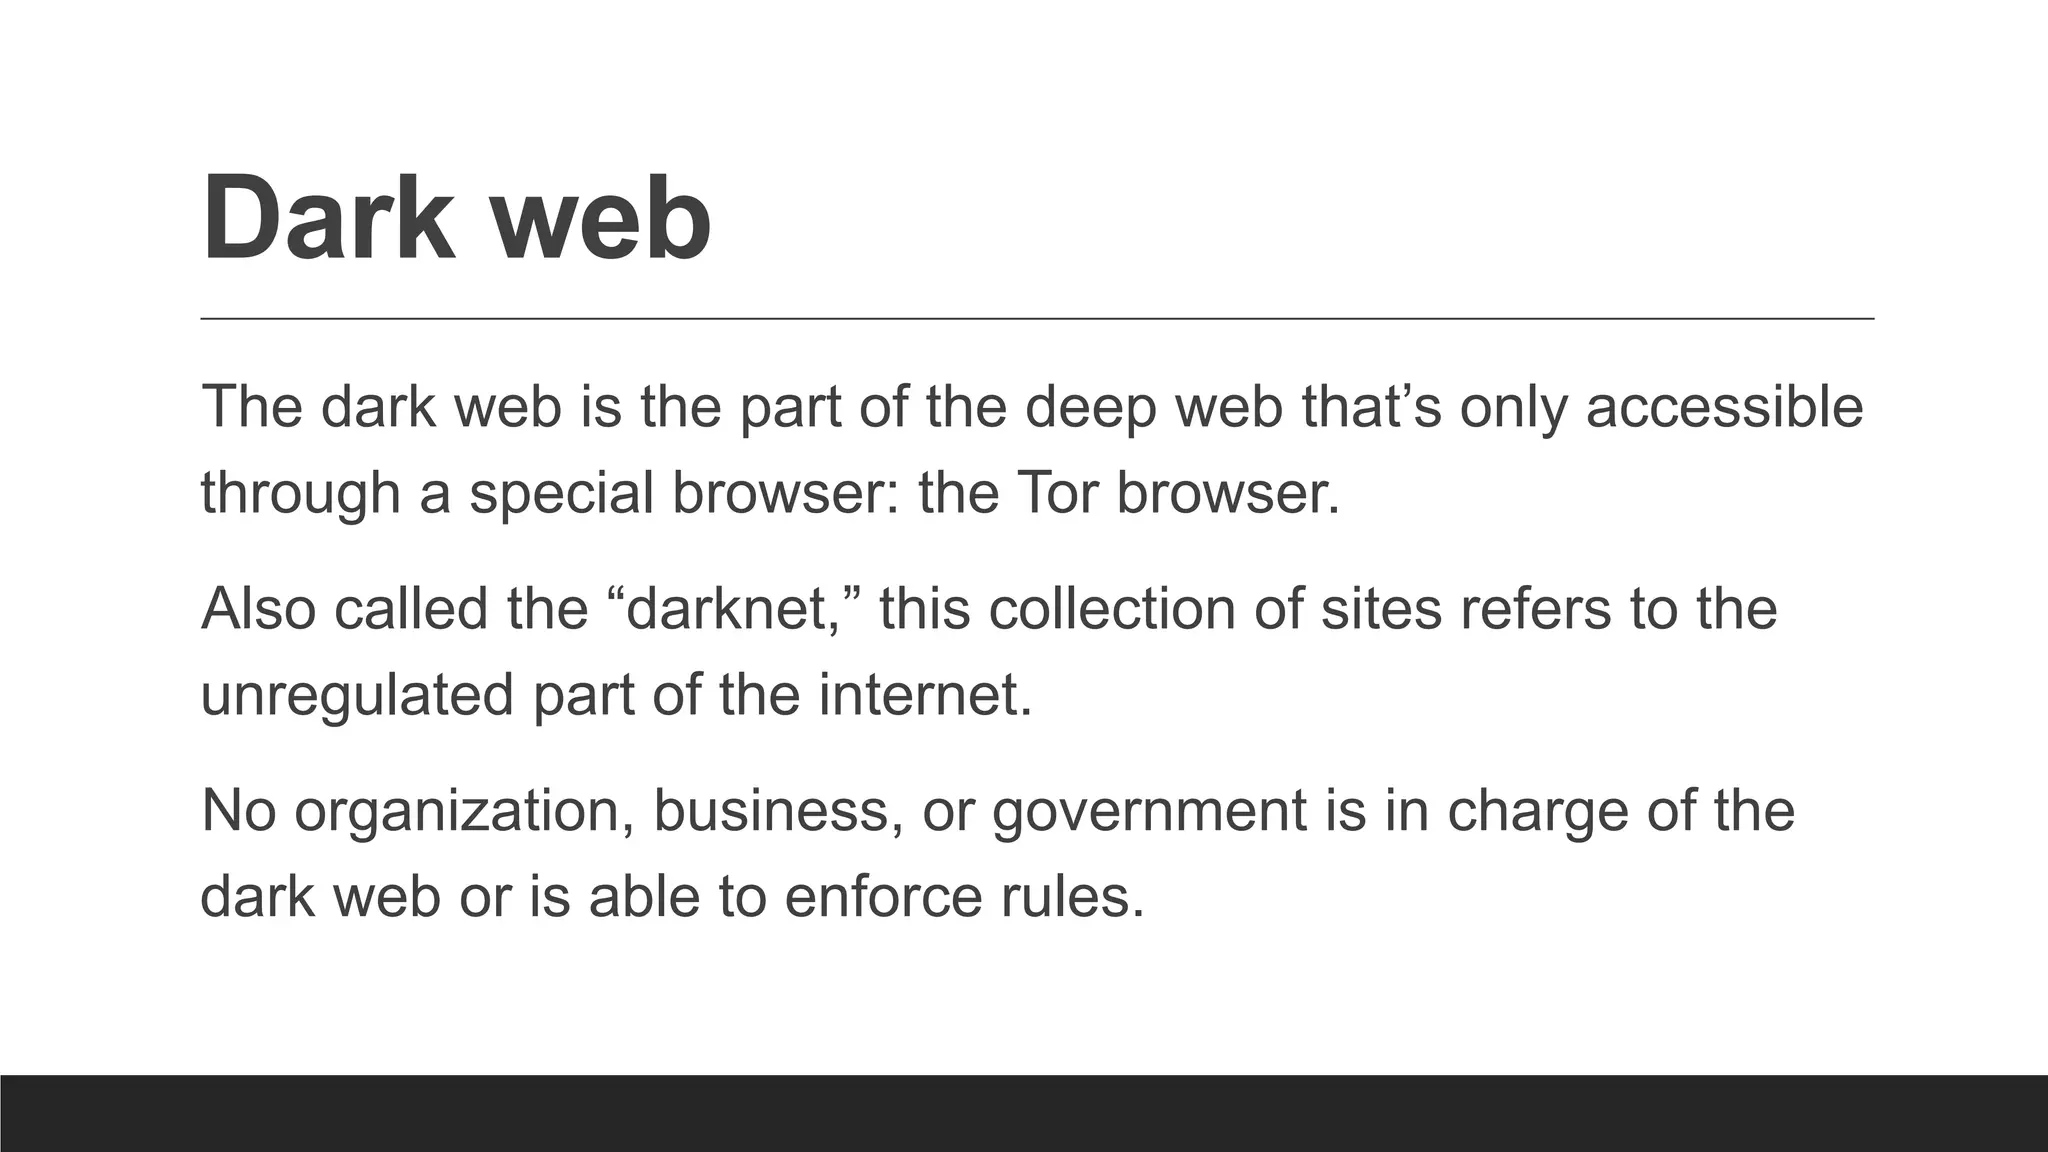 Dark web
The dark web is the part of the deep web that’s only accessible
through a special browser: the Tor browser.
Also called the “darknet,” this collection of sites refers to the
unregulated part of the internet.
No organization, business, or government is in charge of the
dark web or is able to enforce rules.